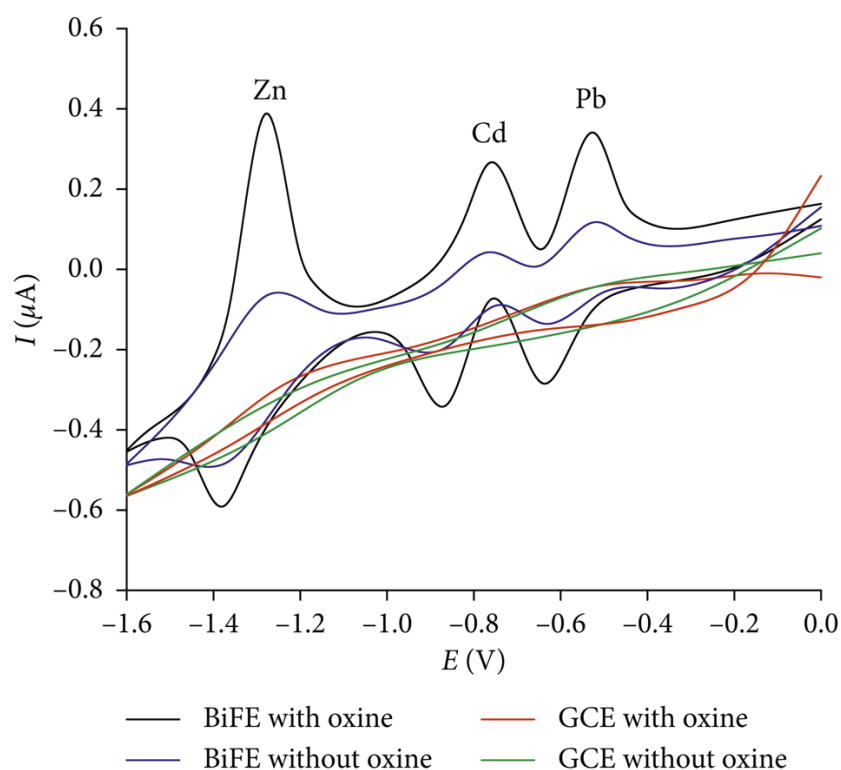 0.6
Zn
Pb
0.4
Cd
0.2
0.0
I (μA)
−0.2
−0.4
−0.6
−0.8
−1.6 −1.4 −1.2 −1.0 −0.8 −0.6 −0.4 −0.2 0.0
E (V)
BiFE with oxine GCE with oxine
BiFE without oxine GCE without oxine